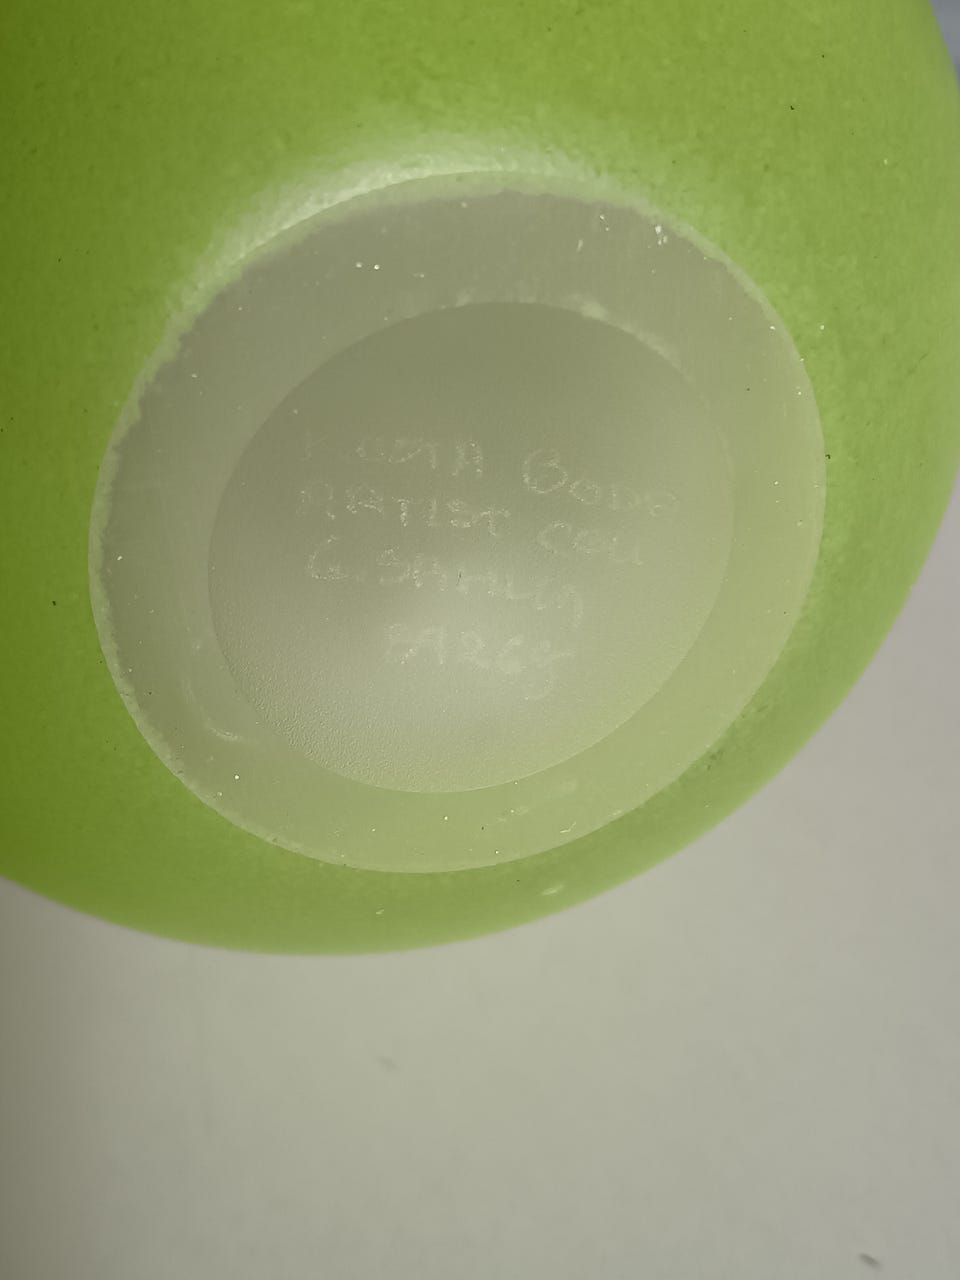 KOSTA BODA
ARTIST COLL
G. SAHLIN